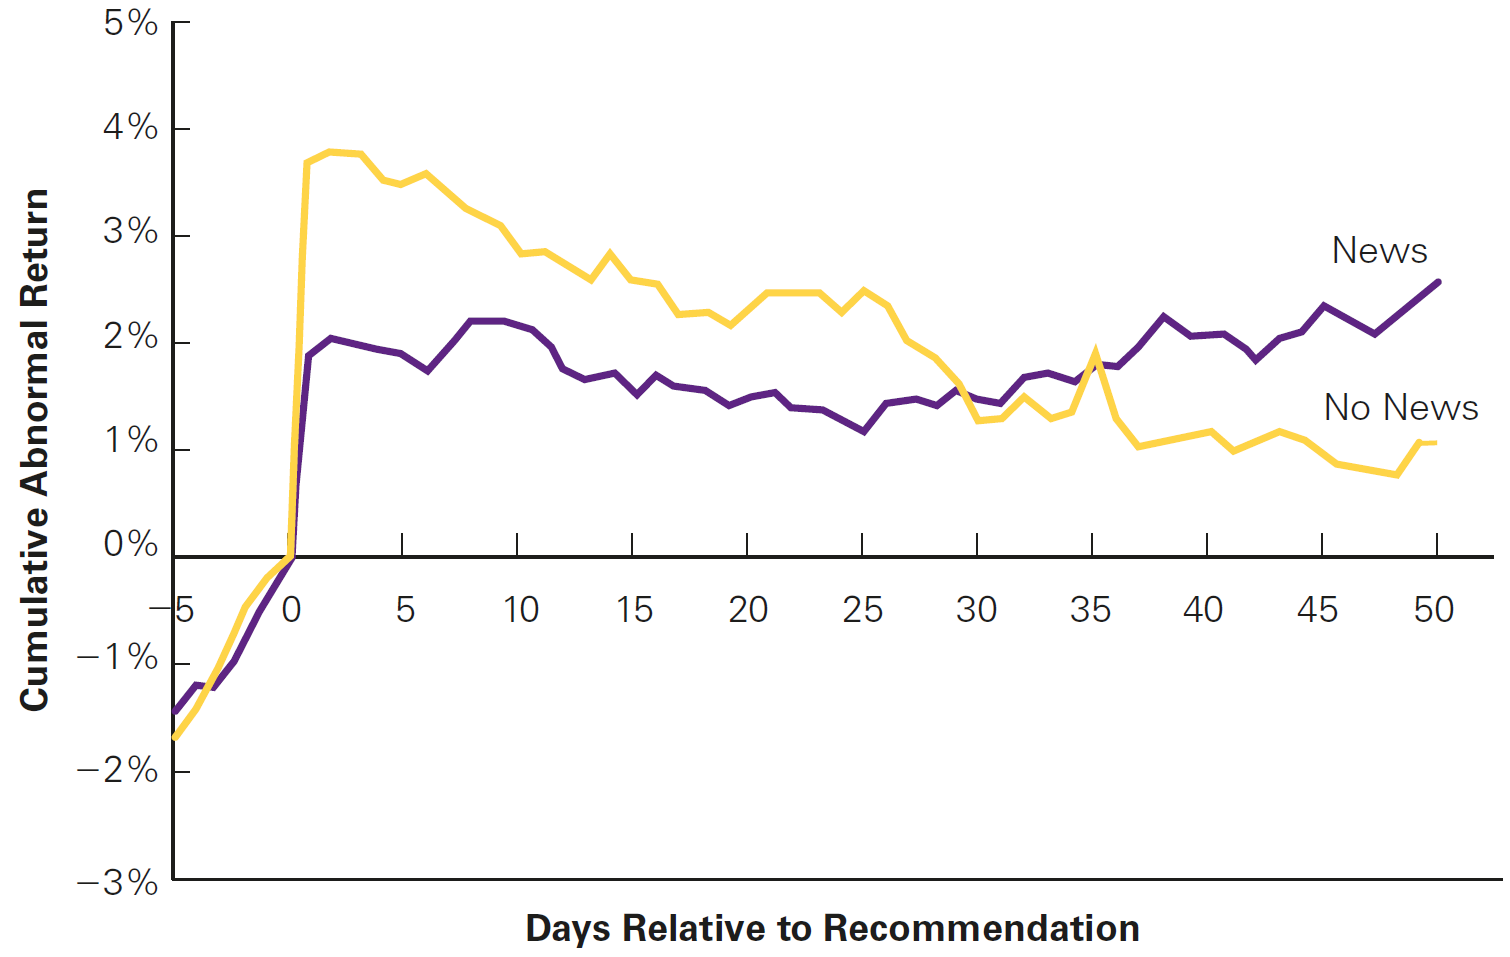 5%
4%
3%
2%
1%
0%
–1%
–2%
–3%
Cumulative Abnormal Return
News
No News
–5 0 5 10 15 20 25 30 35 40 45 50
Days Relative to Recommendation